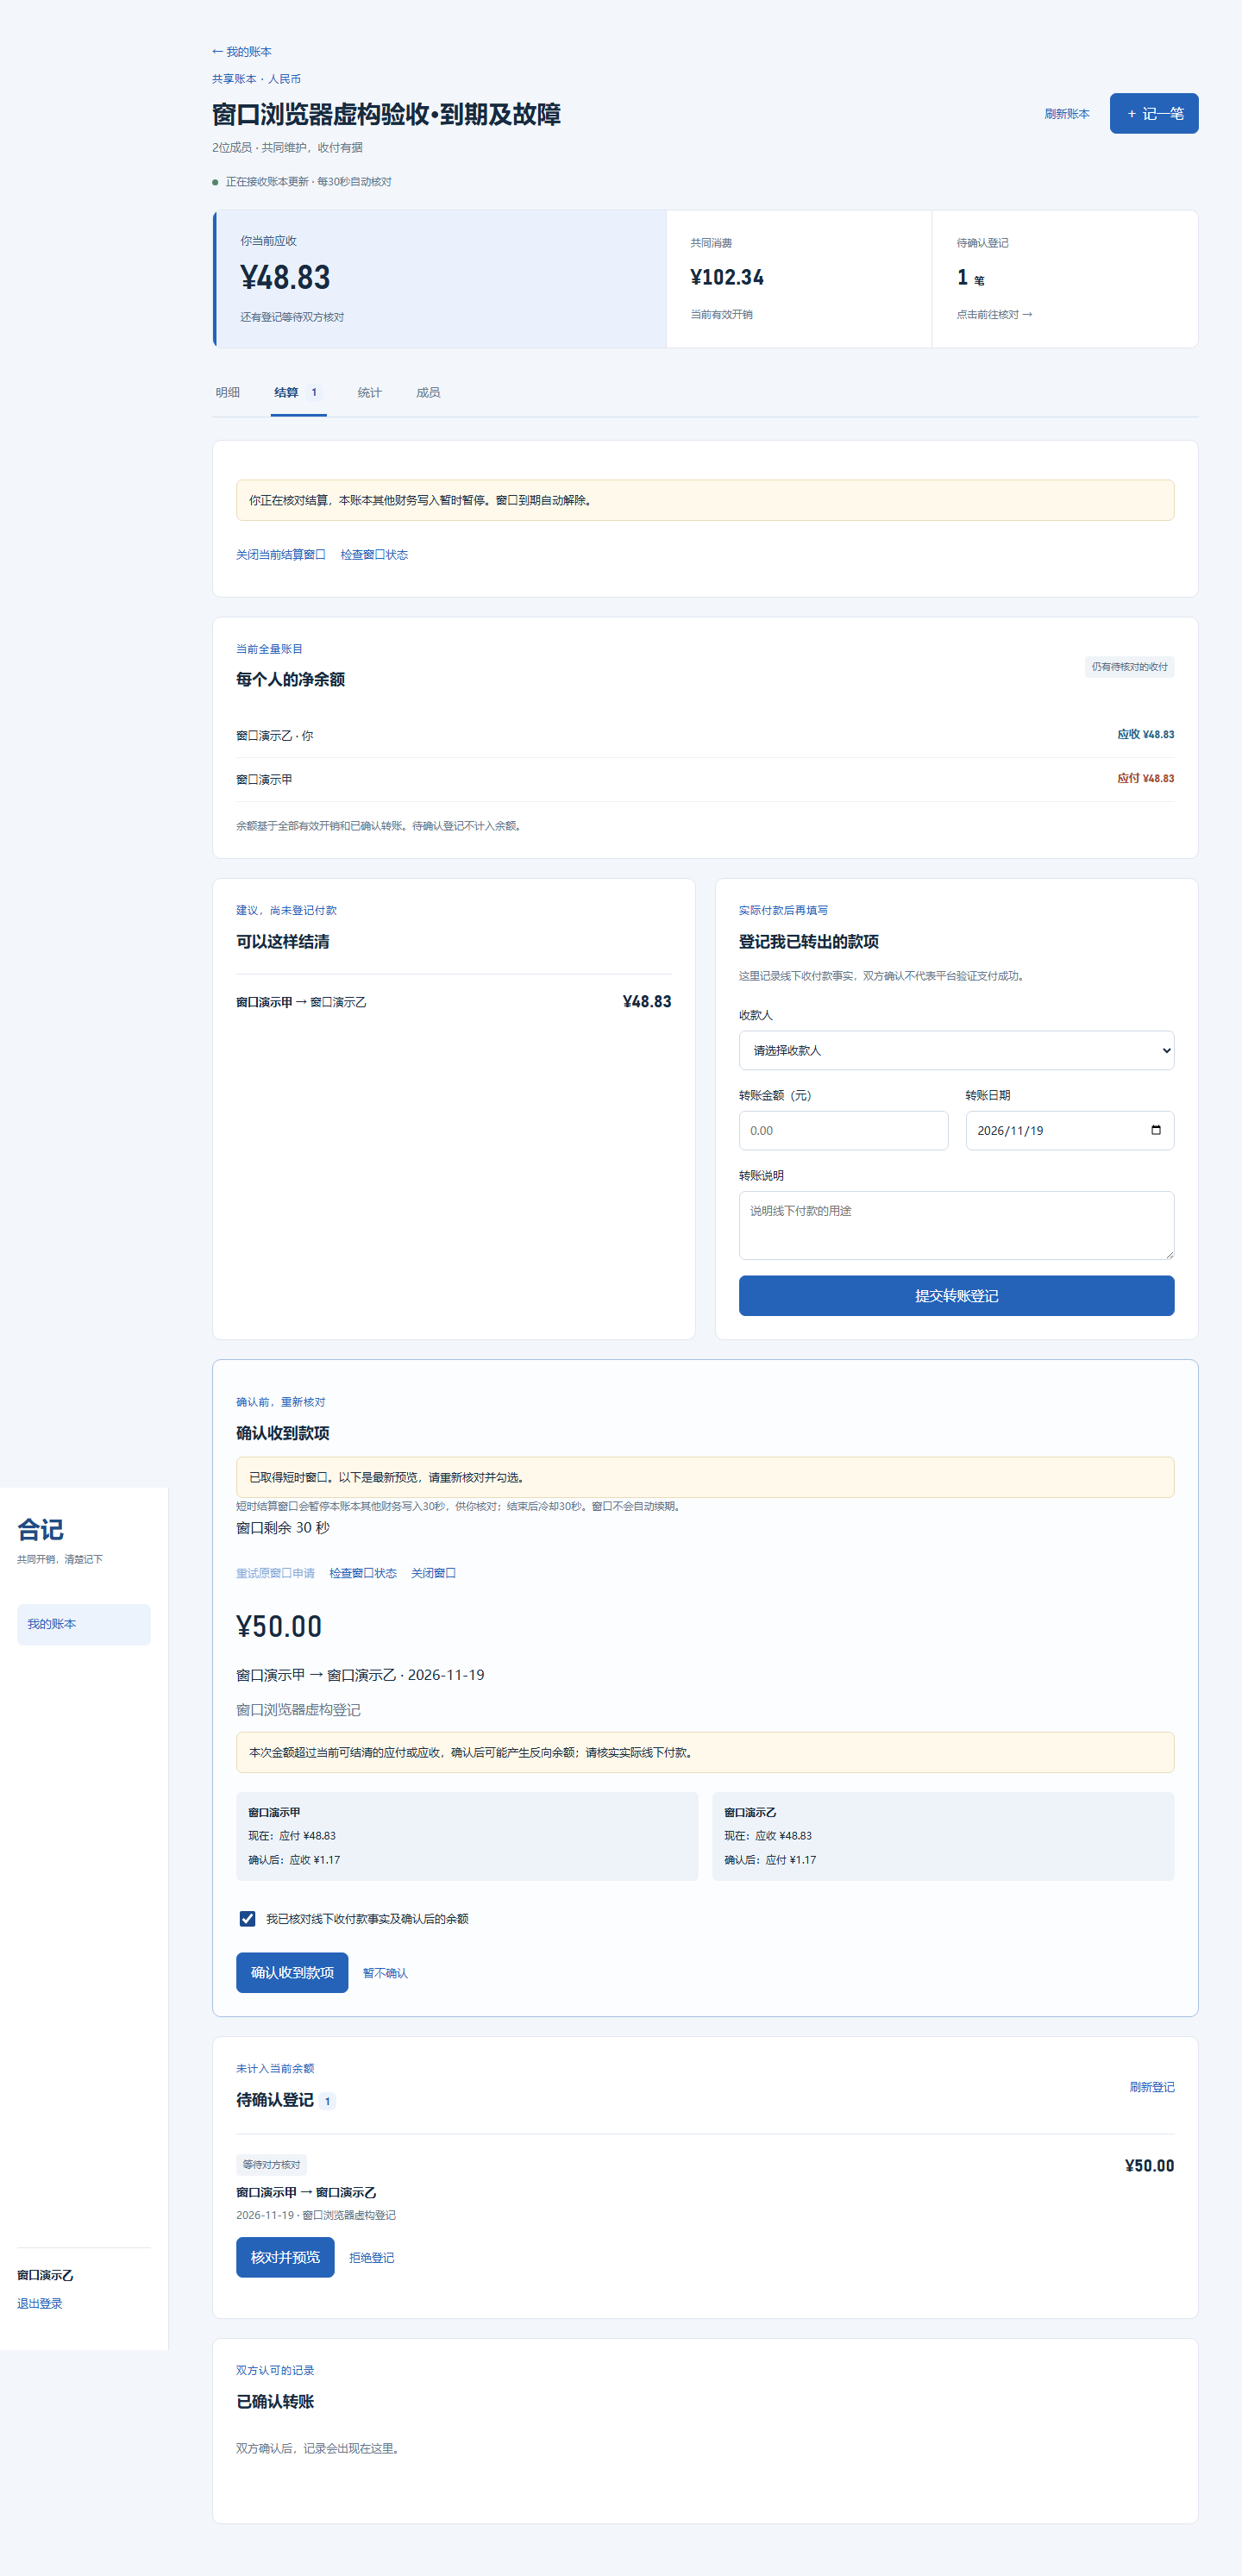 ← 我的账本
共享账本 · 人民币
窗口浏览器虚构验收·到期及故障
刷新账本
+ 记一笔
2位成员 · 共同维护，收付有据
正在接收账本更新 · 每30秒自动核对
你当前应收
¥48.83
还有登记等待双方核对
共同消费
¥102.34
当前有效开销
待确认登记
1 笔
点击前往核对 →
明细
结算 1
统计
成员
你正在核对结算，本账本其他财务写入暂时暂停。窗口到期自动解除。
关闭当前结算窗口
检查窗口状态
当前全量账目
每个人的净余额
仍有待核对的收付
窗口演示乙 · 你
应收 ¥48.83
窗口演示甲
应付 ¥48.83
余额基于全部有效开销和已确认转账。待确认登记不计入余额。
建议，尚未登记付款
可以这样结清
窗口演示甲 → 窗口演示乙
¥48.83
实际付款后再填写
登记我已转出的款项
这里记录线下收付款事实，双方确认不代表平台验证支付成功。
收款人
请选择收款人
转账金额（元）
转账日期
0.00
2026/11/19
转账说明
说明线下付款的用途
提交转账登记
确认前，重新核对
确认收到款项
已取得短时窗口。以下是最新预览，请重新核对并勾选。
短时结算窗口会暂停本账本其他财务写入30秒，供你核对；结束后冷却30秒。窗口不会自动续期。
窗口剩余 30 秒
重试原窗口申请
检查窗口状态
关闭窗口
¥50.00
窗口演示甲 → 窗口演示乙 · 2026-11-19
窗口浏览器虚构登记
本次金额超过当前可结清的应付或应收，确认后可能产生反向余额；请核实实际线下付款。
窗口演示甲
现在：应付 ¥48.83
确认后：应收 ¥1.17
窗口演示乙
现在：应收 ¥48.83
确认后：应付 ¥1.17
我已核对线下收付款事实及确认后的余额
确认收到款项
暂不确认
未计入当前余额
待确认登记 1
刷新登记
等待对方核对
¥50.00
窗口演示甲 → 窗口演示乙
2026-11-19 · 窗口浏览器虚构登记
核对并预览
拒绝登记
双方认可的记录
已确认转账
双方确认后，记录会出现在这里。
合记
共同开销，清楚记下
我的账本
窗口演示乙
退出登录